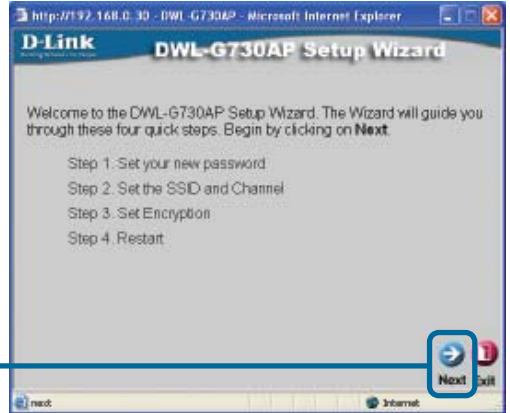 http://192.168.0.30 - DWL-G730AP - Microsoft Internet Explorer
D-Link
DWL-G730AP Setup Wizard
Welcome to the DWL-G730AP Setup Wizard. The Wizard will guide you
through these four quick steps. Begin by clicking on Next.
Step 1. Set your new password
Step 2. Set the SSID and Channel
Step 3. Set Encryption
Step 4. Restart
Next Exit
next
Internet